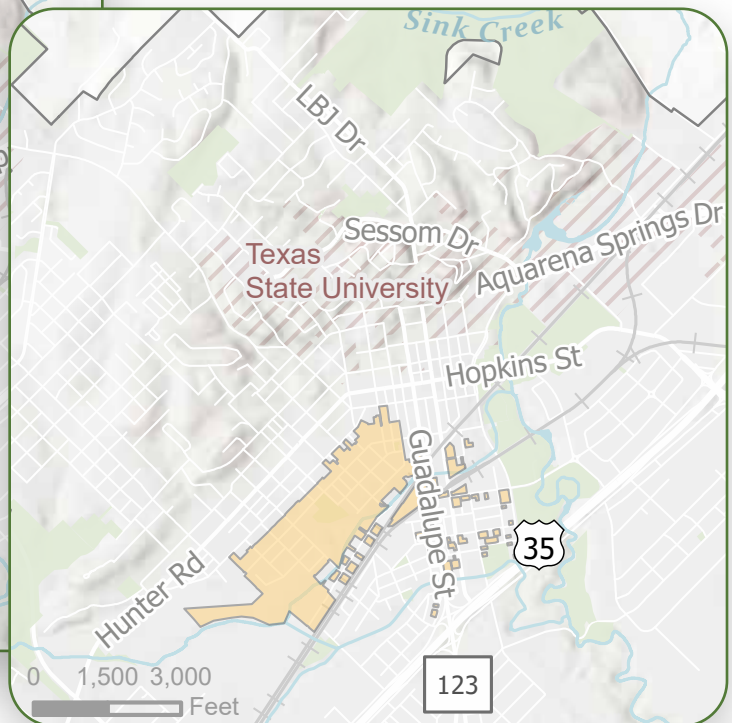 Sink Creek
LBJ Dr
Sessom Dr
Texas
State University
Aquarena Springs Dr
Hopkins St
Guadalupe St
35
Hunter Rd
0 1,500 3,000
Feet
123